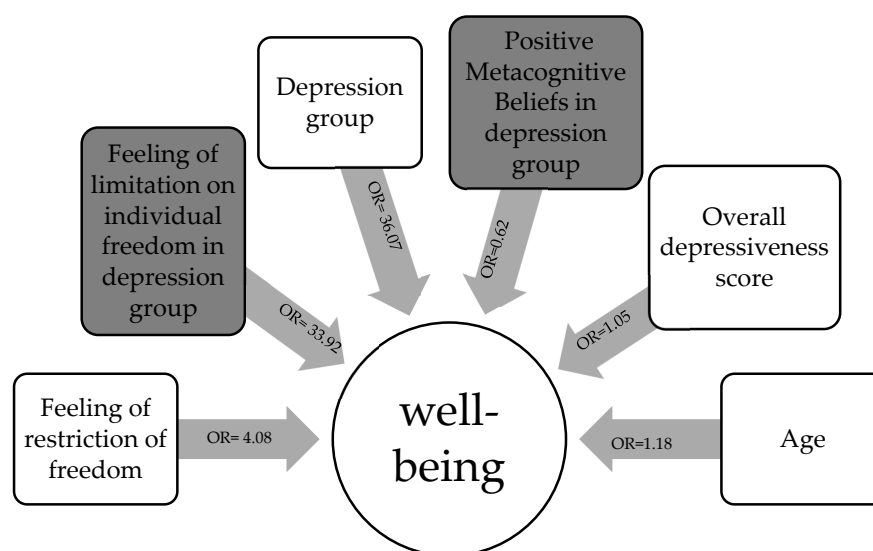 Feeling of
restriction of
freedom
OR= 4.08
Feeling of
limitation on
individual
freedom in
depression
group
OR= 33.92
Depression
group
OR= 36.07
Positive
Metacognitive
Beliefs in
depression
group
OR=0.62
Overall
depressiveness
score
OR=1.05
Age
OR=1.18
well-
being